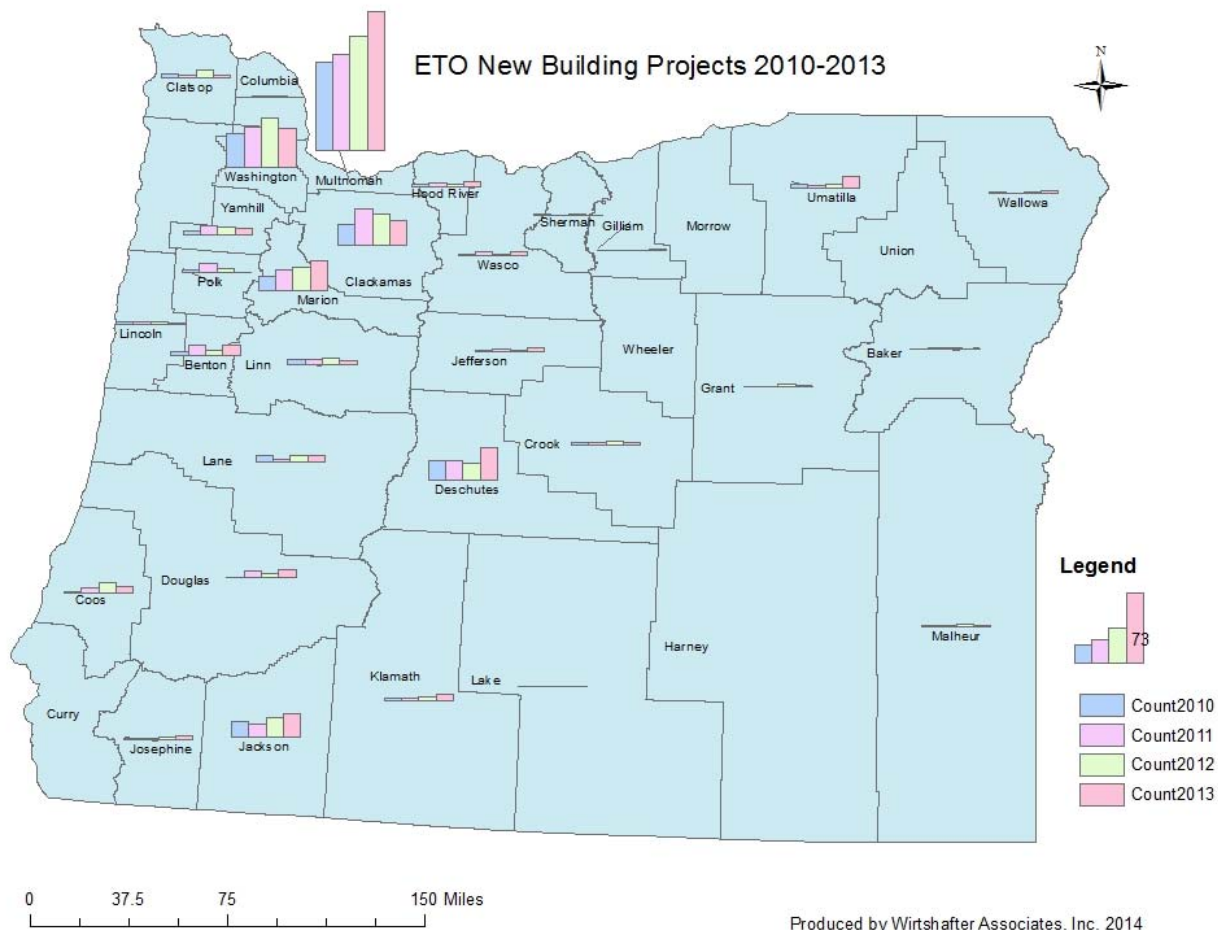 ETO New Building Projects 2010-2013
N
Clatsop
Columbia
Washington
Multnomah
Hood River
Umatilla
Wallowa
Yamhill
Sherman
Gilliam
Morrow
Union
Clackamas
Wasco
Polk
Marion
Lincoln
Benton
Linn
Jefferson
Wheeler
Baker
Grant
Lane
Crook
Deschutes
Douglas
Coos
Legend
73
Malheur
Harney
Klamath
Lake
Curry
Josephine
Jackson
Count2010
Count2011
Count2012
Count2013
0 37.5 75 150 Miles
Produced by Wirtshafter Associates, Inc. 2014